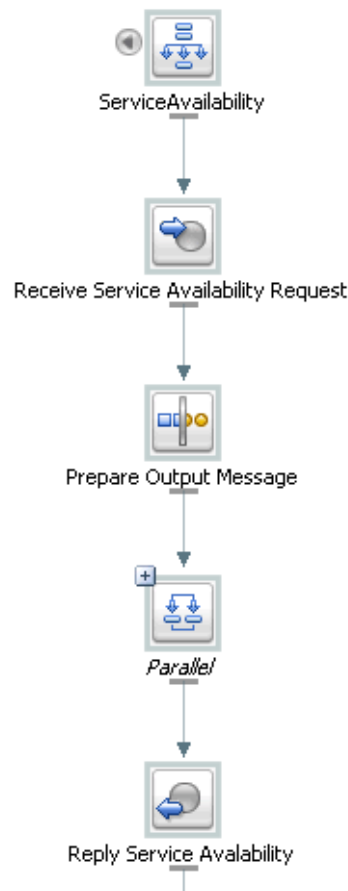 ServiceAvailability
Receive Service Availability Request
Prepare Output Message
Parallel
Reply Service Avalability